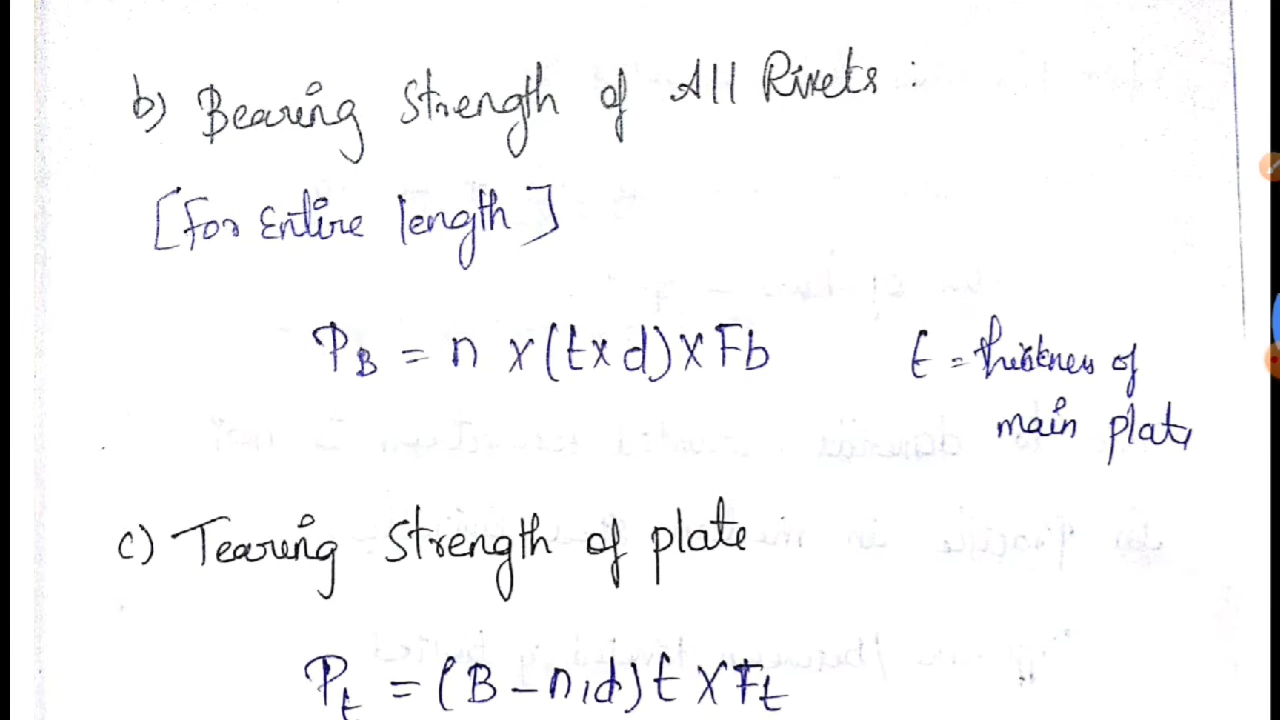 b) Bearing Strength of All Rivets :
[For Entire length]
P_B = n x (t x d) x Fb
t = thickness of
main plate
c) Tearing Strength of plate
P_t = (B - n₁d) t x Ft